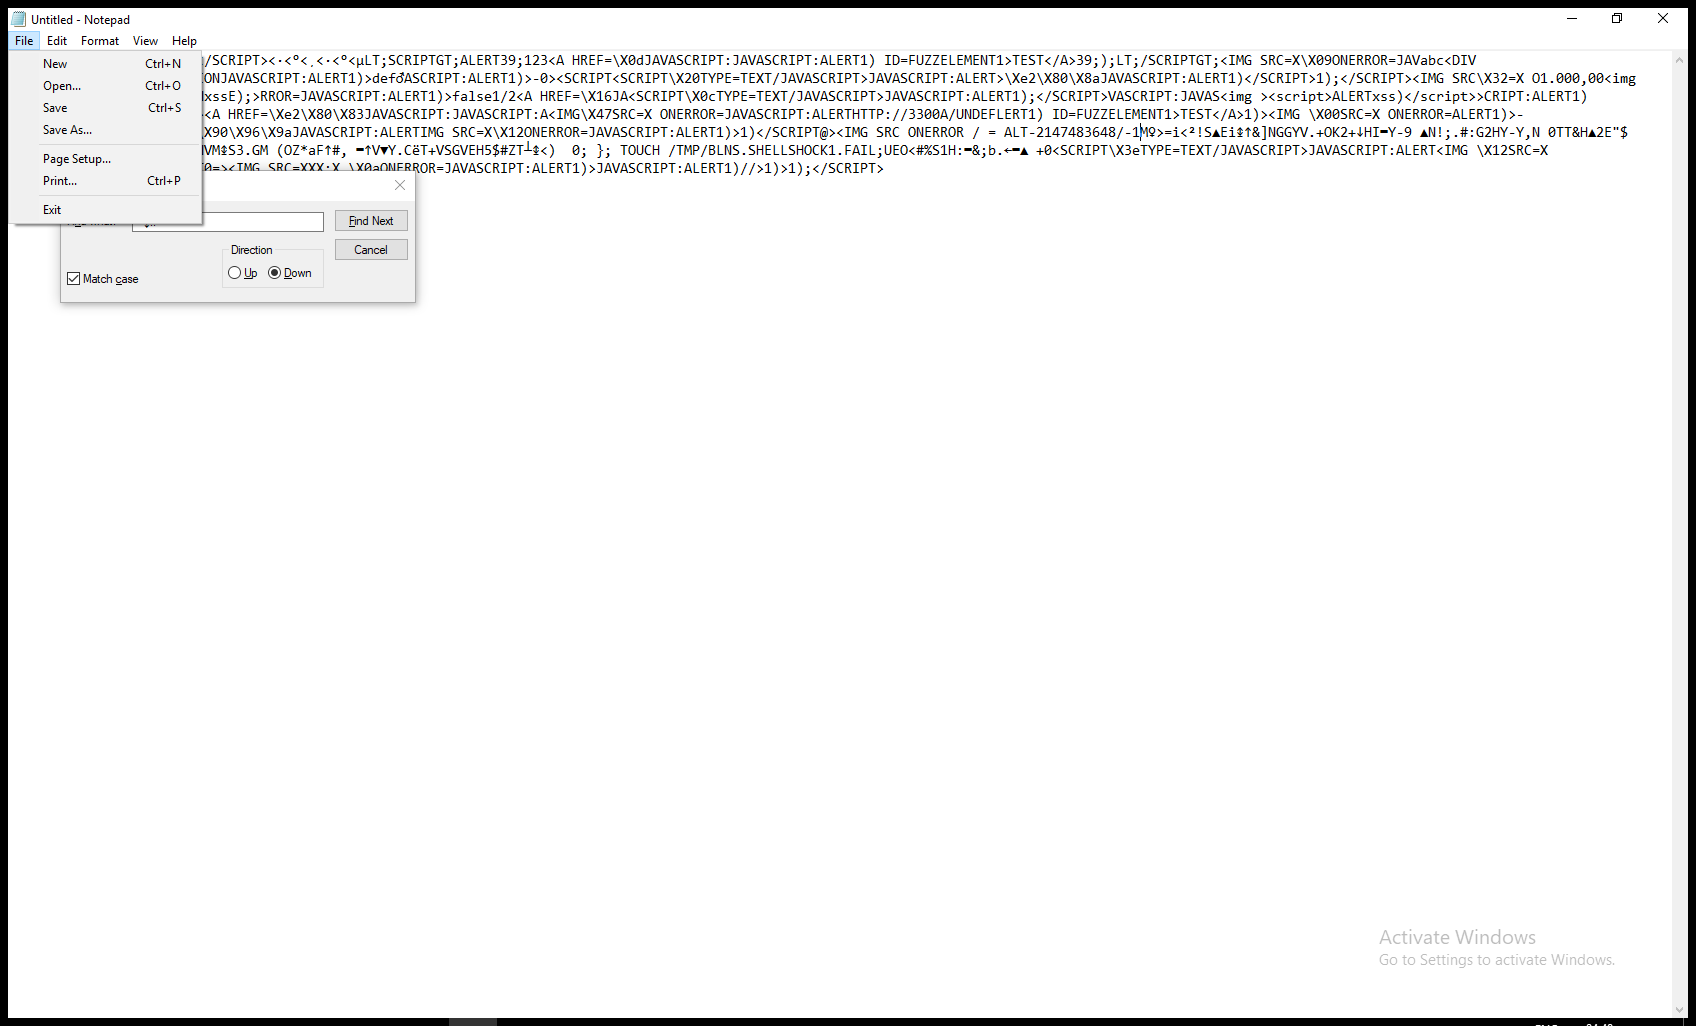 Untitled - Notepad
File Edit Format View Help
/SCRIPT><·<º<¸<·<º<µLT;SCRIPTGT;ALERT39;123<A HREF=\X0dJAVASCRIPT:JAVASCRIPT:ALERT1) ID=FUZZELEMENT1>TEST</A>39;);LT;/SCRIPTGT;<IMG SRC=X\X09ONERROR=JAVabc<DIV
ONJAVASCRIPT:ALERT1)>def♂ASCRIPT:ALERT1)>-0><SCRIPT<SCRIPT\X20TYPE=TEXT/JAVASCRIPT>JAVASCRIPT:ALERT>\Xe2\X80\X8aJAVASCRIPT:ALERT1)</SCRIPT>1);</SCRIPT><IMG SRC\X32=X O1.000,00<img
xssE);>RROR=JAVASCRIPT:ALERT1)>false1/2<A HREF=\X16JA<SCRIPT\X0cTYPE=TEXT/JAVASCRIPT>JAVASCRIPT:ALERT1);</SCRIPT>VASCRIPT:JAVAS<img ><script>ALERTxss)</script>>CRIPT:ALERT1)
<A HREF=\Xe2\X80\X83JAVASCRIPT:JAVASCRIPT:A<IMG\X47SRC=X ONERROR=JAVASCRIPT:ALERTHTTP://3300A/UNDEFLERT1) ID=FUZZELEMENT1>TEST</A>1)><IMG \X00SRC=X ONERROR=ALERT1)>-
X90\X96\X9aJAVASCRIPT:ALERTIMG SRC=X\X12ONERROR=JAVASCRIPT:ALERT1)>1)</SCRIPT@><IMG SRC ONERROR / = ALT-2147483648/-1M♀>=i<²!S▲Ei↨↑&]NGGYV.+OK2+↓HI▬Y-9 ▲N!;.#:G2HY-Y,N 0TT&H▲2E"$
VM↨S3.GM (OZ*aF↑#, ▬↑V▼Y.CëT+VSGVEH5$#ZT┴↨<)  0; }; TOUCH /TMP/BLNS.SHELLSHOCK1.FAIL;UEO<#%S1H:▬&;b.←▬▲ +0<SCRIPT\X3eTYPE=TEXT/JAVASCRIPT>JAVASCRIPT:ALERT<IMG \X12SRC=X
0=><IMG SRC=XXX:X \X0aONERROR=JAVASCRIPT:ALERT1)>JAVASCRIPT:ALERT1)//>1)>1);</SCRIPT>
New Ctrl+N
Open... Ctrl+O
Save Ctrl+S
Save As...
Page Setup...
Print... Ctrl+P
Exit
Find Next
Cancel
Direction
Up Down
Match case
Activate Windows
Go to Settings to activate Windows.